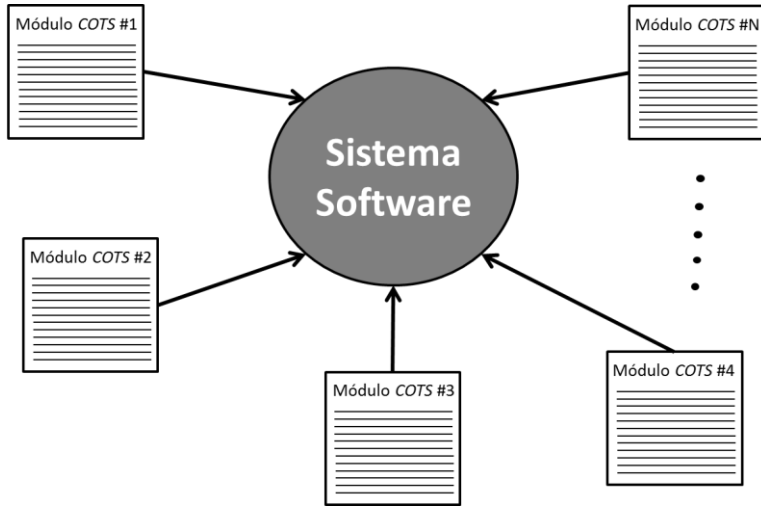 Módulo COTS #1
Módulo COTS #N
Sistema
Software
Módulo COTS #2
Módulo COTS #3
Módulo COTS #4